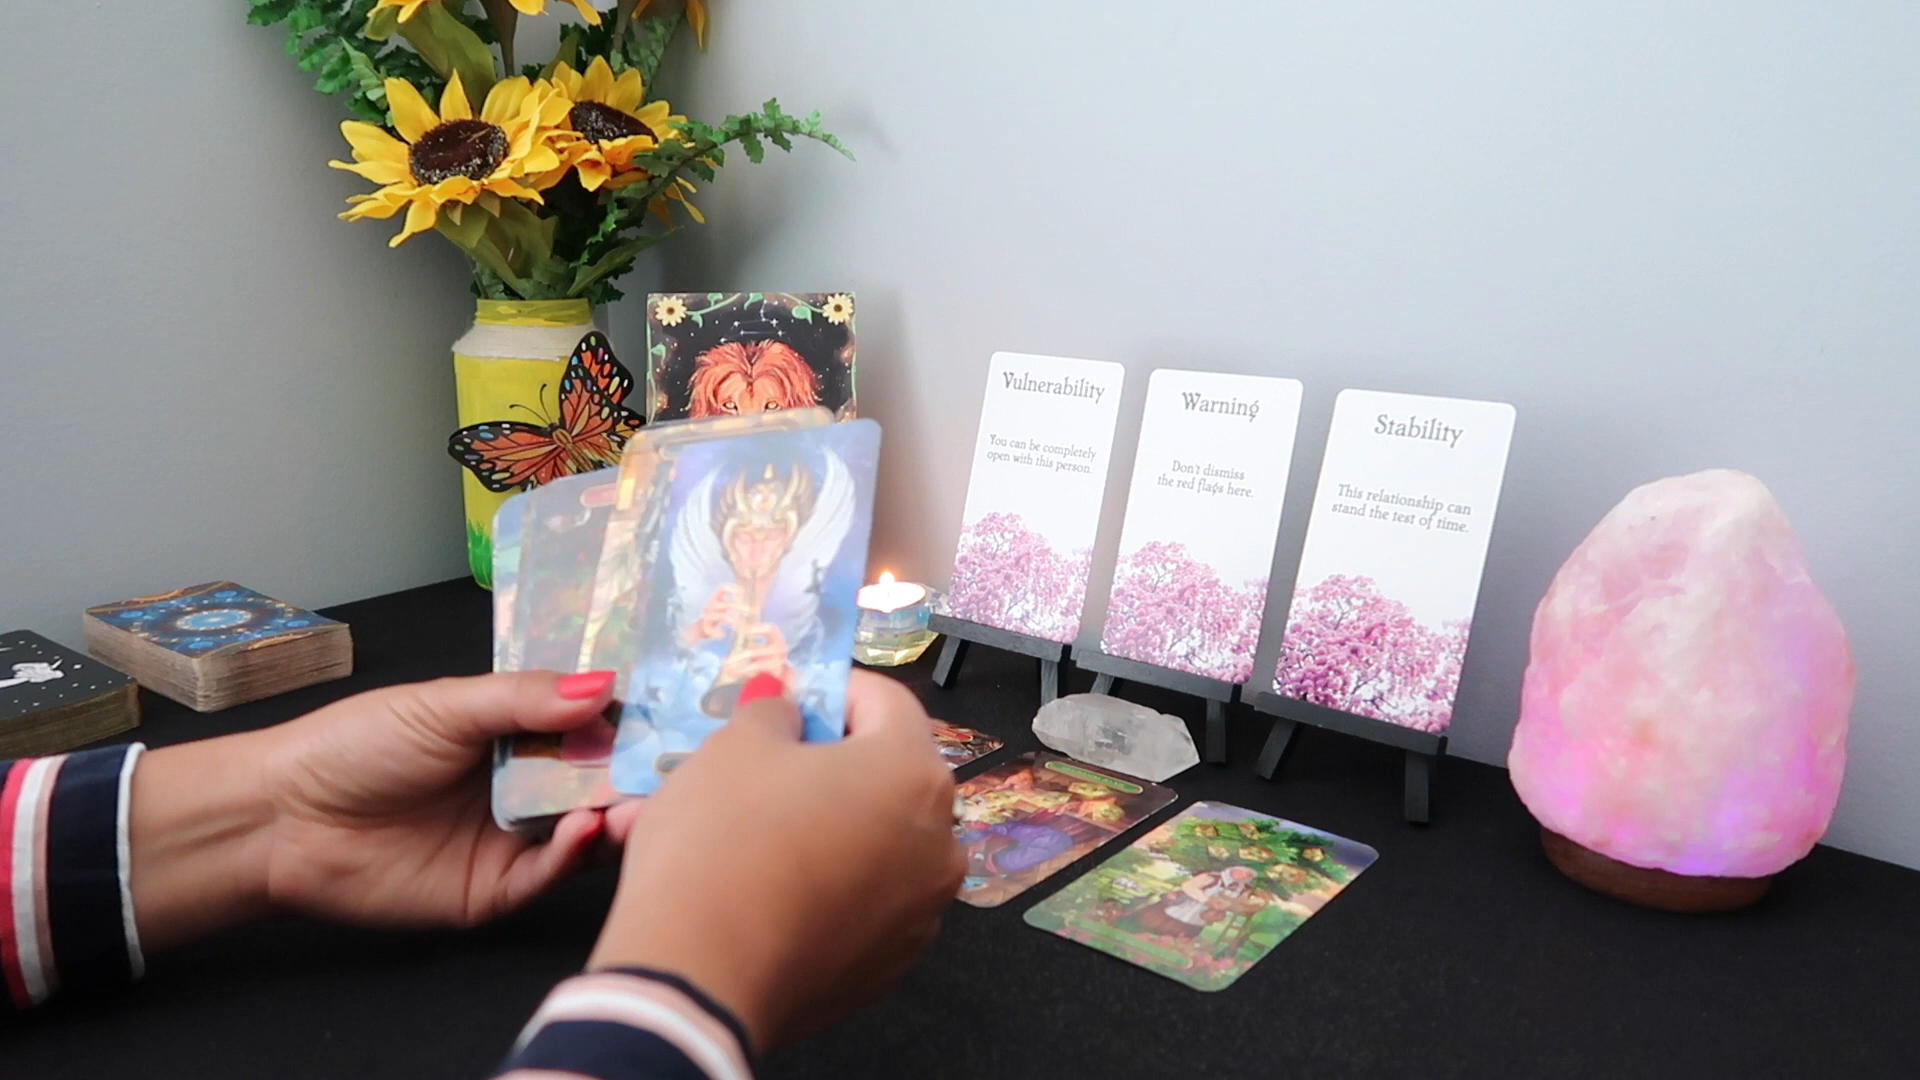 Vulnerability
You can be completely
open with this person.
Warning
Don't dismiss
the red flags here.
Stability
This relationship can
stand the test of time.